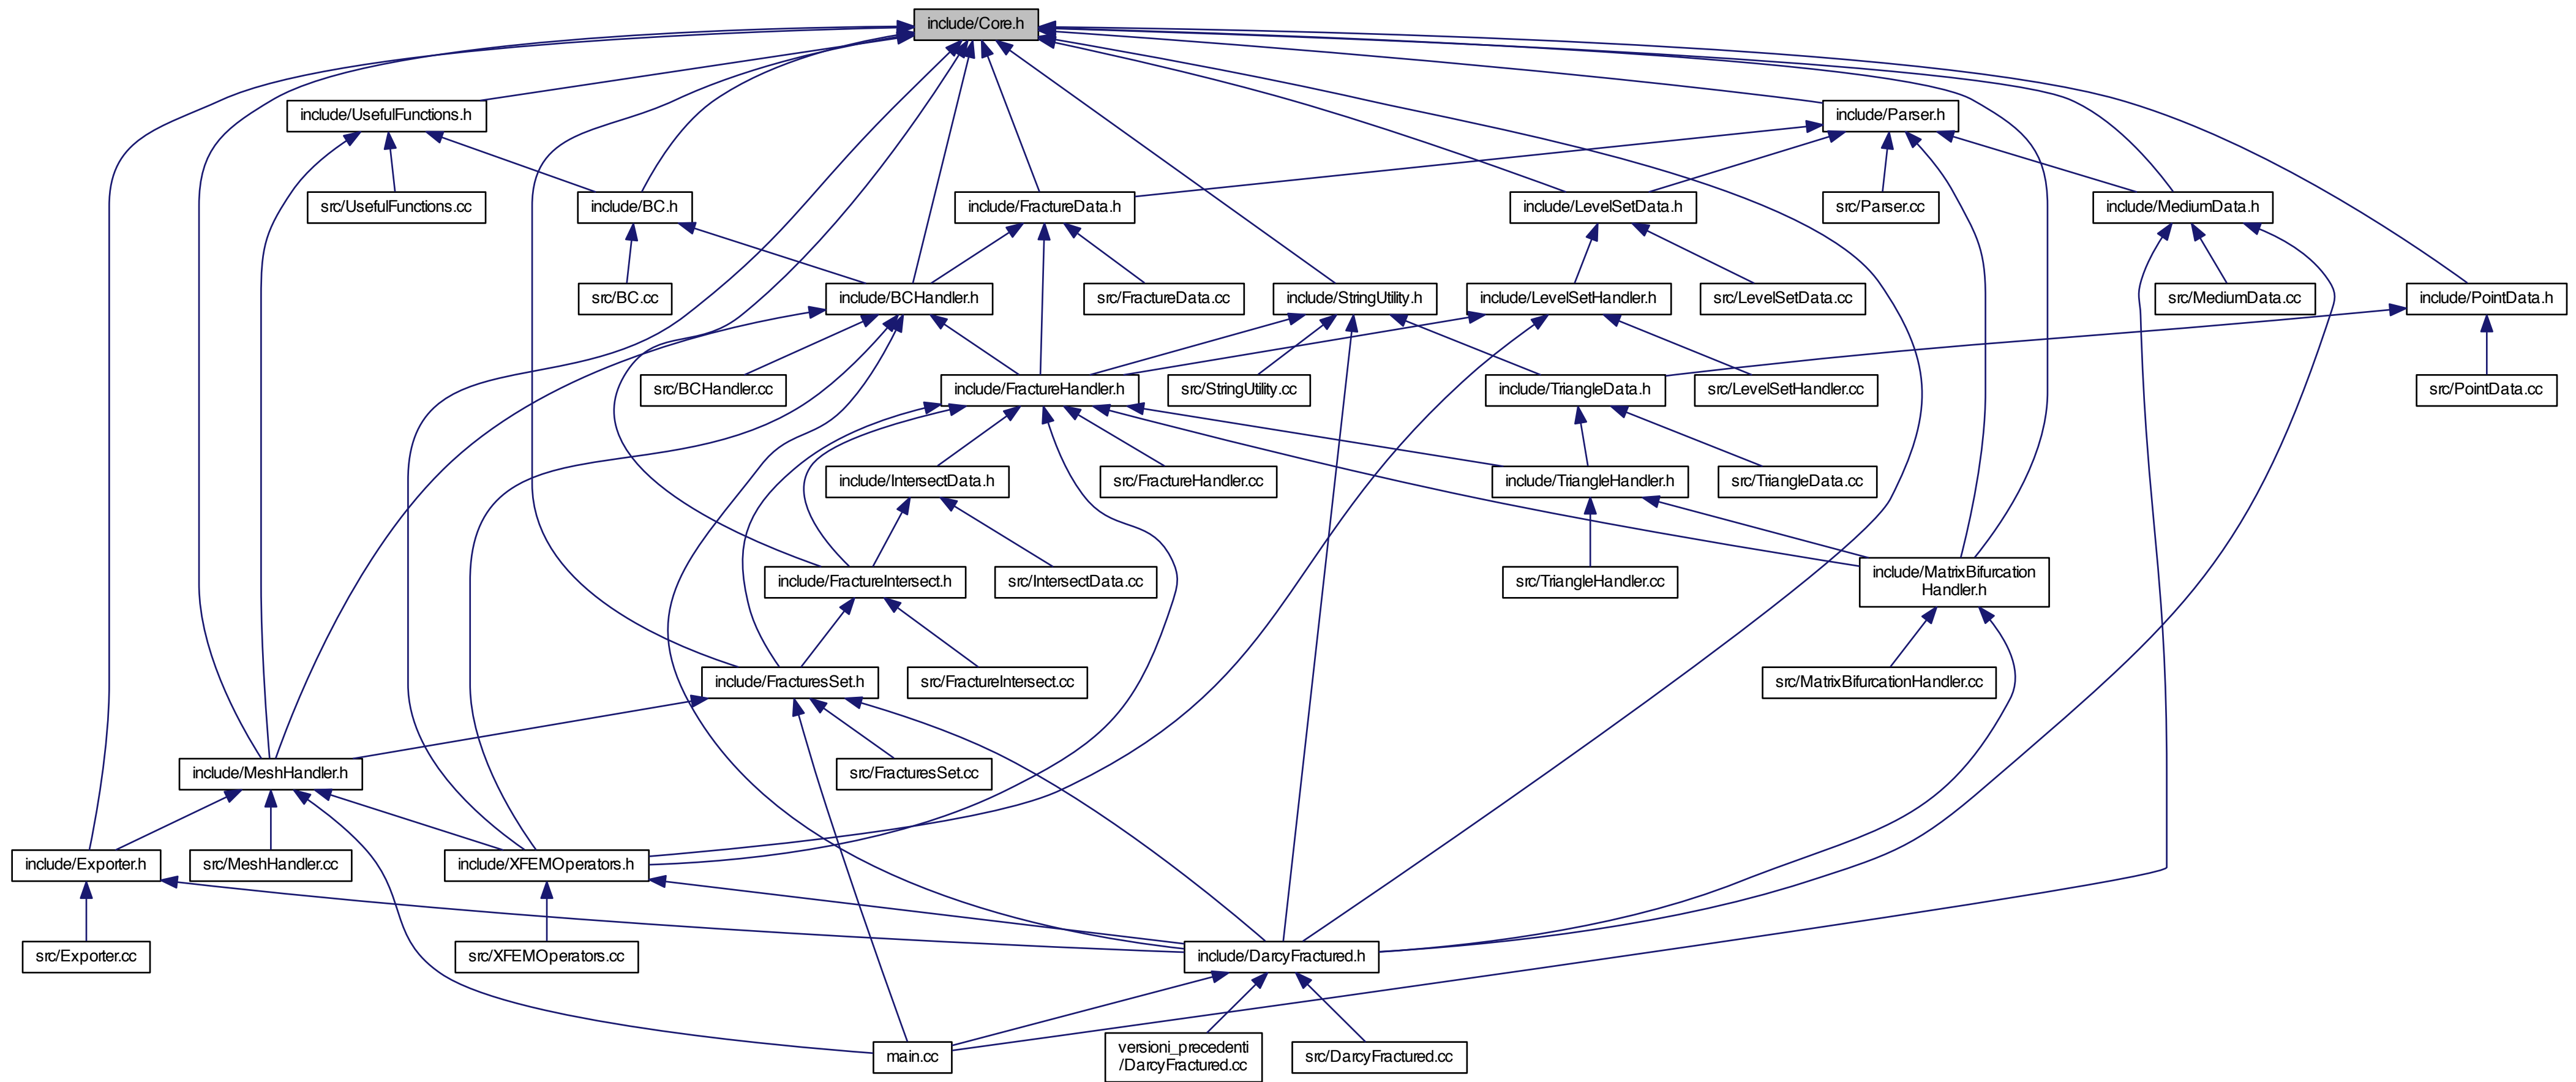 include/Core.h
include/UsefulFunctions.h
include/Parser.h
src/UsefulFunctions.cc
include/BC.h
include/FractureData.h
include/LevelSetData.h
src/Parser.cc
include/MediumData.h
src/BC.cc
include/BCHandler.h
src/FractureData.cc
include/StringUtility.h
include/LevelSetHandler.h
src/LevelSetData.cc
src/MediumData.cc
include/PointData.h
src/BCHandler.cc
include/FractureHandler.h
src/StringUtility.cc
include/TriangleData.h
src/LevelSetHandler.cc
src/PointData.cc
include/IntersectData.h
src/FractureHandler.cc
include/TriangleHandler.h
src/TriangleData.cc
include/FractureIntersect.h
src/IntersectData.cc
src/TriangleHandler.cc
include/MatrixBifurcation
Handler.h
include/FracturesSet.h
src/FractureIntersect.cc
src/MatrixBifurcationHandler.cc
include/MeshHandler.h
src/FracturesSet.cc
include/Exporter.h
src/MeshHandler.cc
include/XFEMOperators.h
src/Exporter.cc
src/XFEMOperators.cc
include/DarcyFractured.h
main.cc
versioni_precedenti
/DarcyFractured.cc
src/DarcyFractured.cc